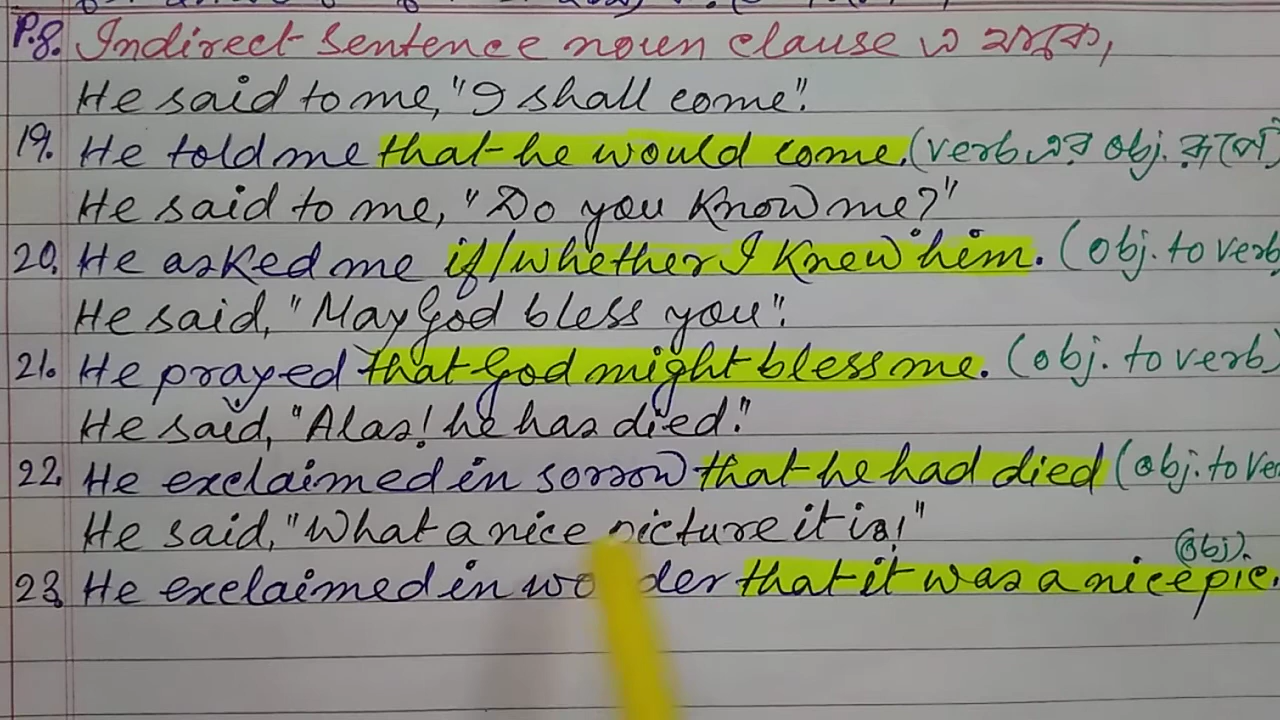 P.8. Indirect Sentence noun clause এ থাকে,
He said to me, "I shall come".
19. He told me that he would come. (verb এর obj. রূপে)
He said to me, "Do you know me?"
20. He asked me if/whether I knew him. (obj. to verb
He said, "May God bless you".
21. He prayed that God might bless me. (obj. to verb)
He said, "Alas! he has died."
22. He exclaimed in sorrow that he had died (obj. to ve
He said, "What a nice picture it is!"
(obj).
23. He exclaimed in wonder that it was a nice pic.